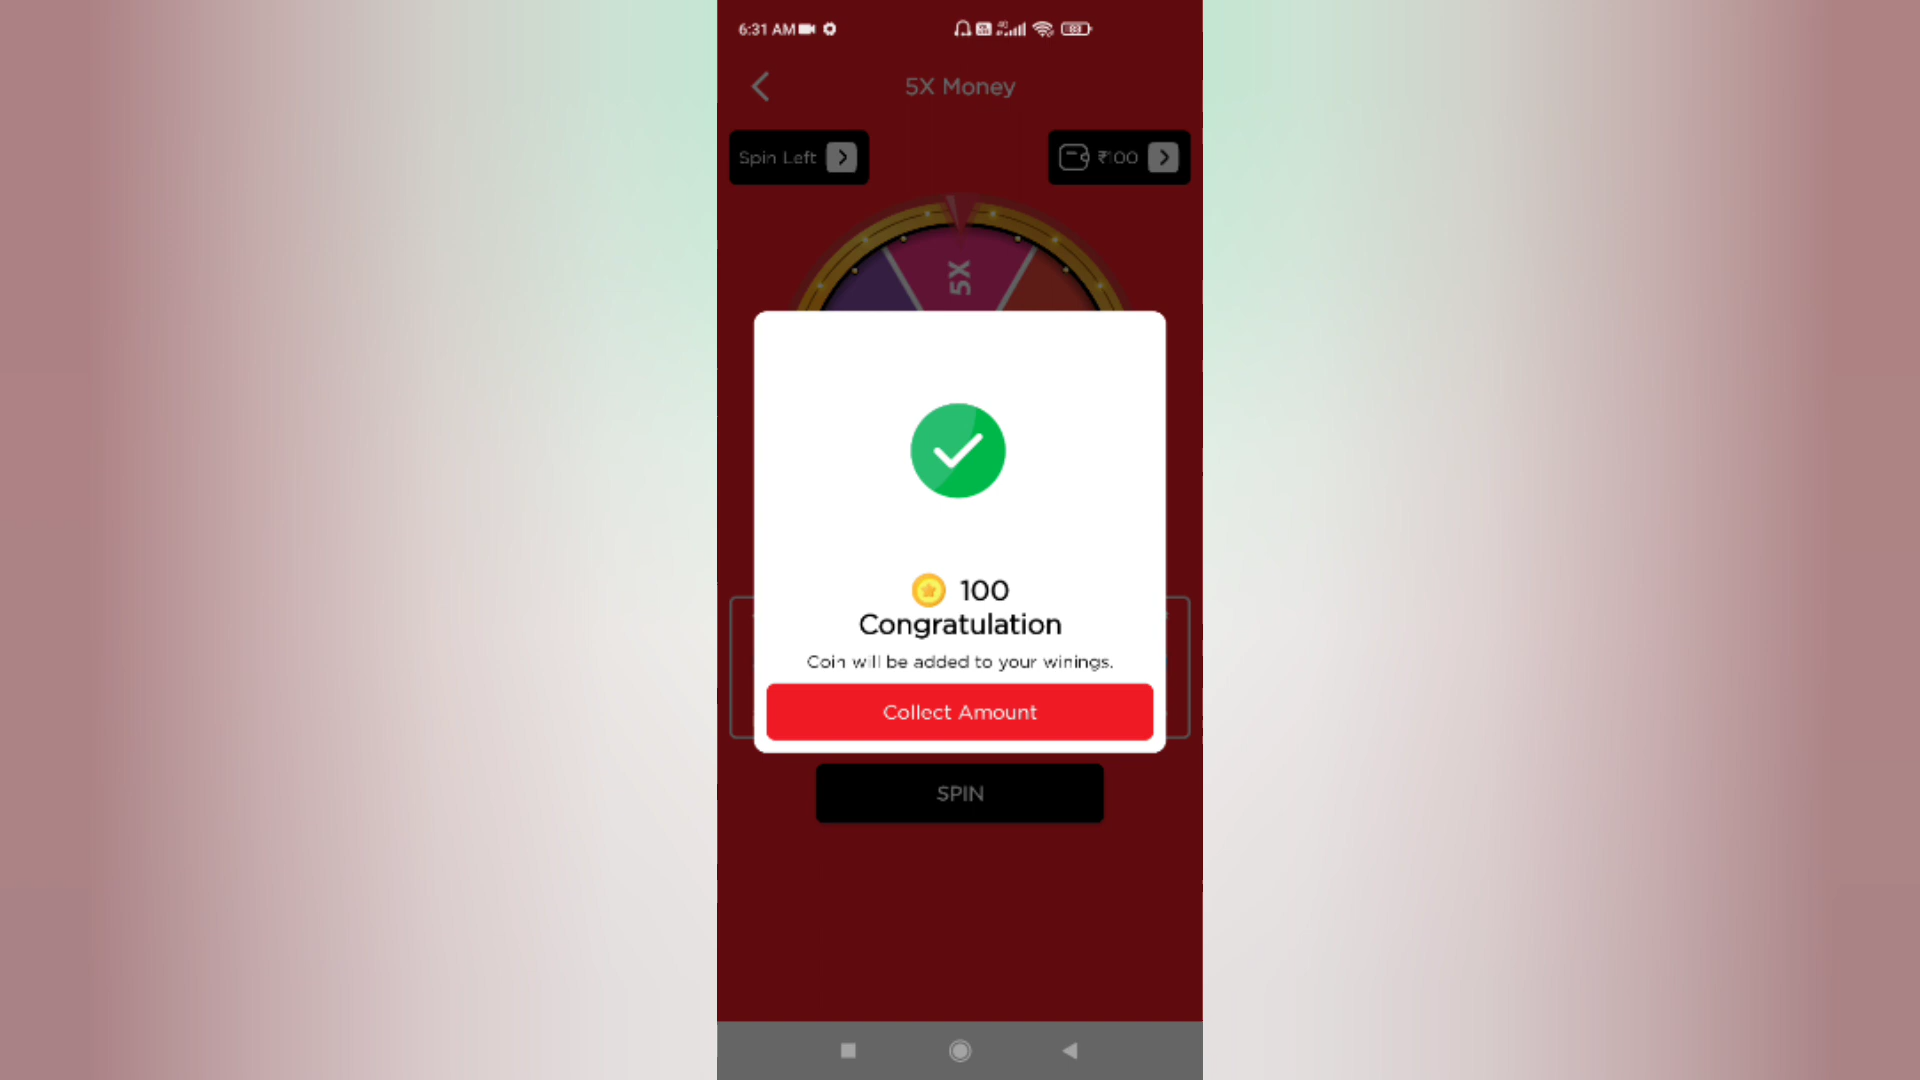 6:31 AM
5X Money
Spin Left
₹100
5X
100
Congratulation
Coin will be added to your winings.
Collect Amount
SPIN